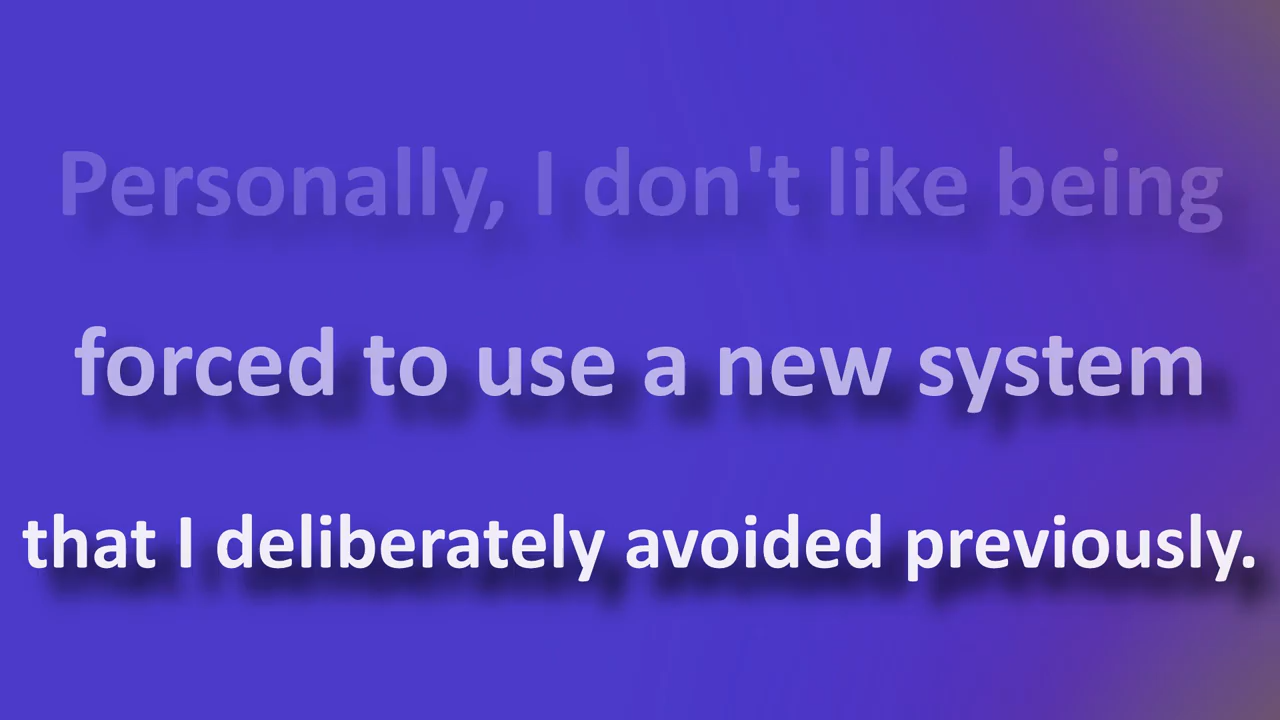 Personally, I don't like being
forced to use a new system
that I deliberately avoided previously.